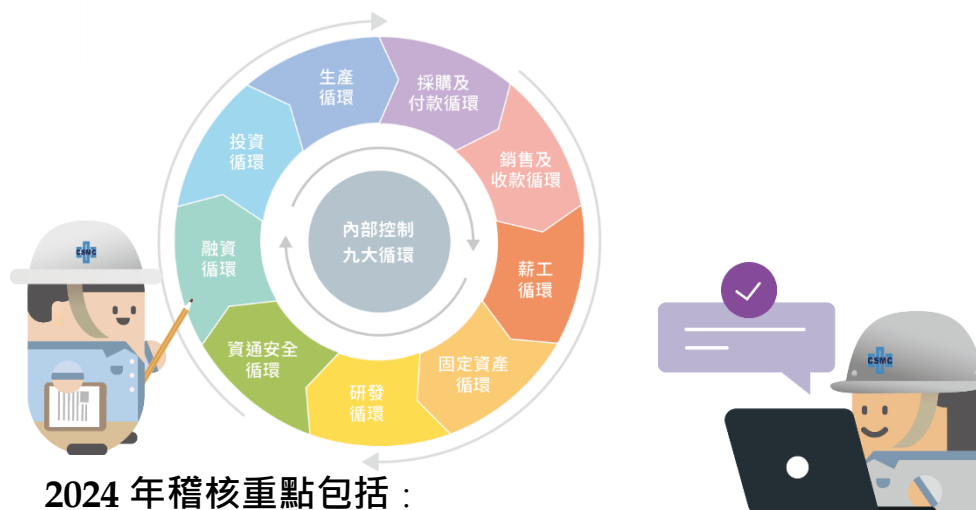 生產
循環
採購及
付款循環
銷售及
收款循環
薪工
循環
固定資產
循環
研發
循環
資通安全
循環
融資
循環
投資
循環
內部控制
九大循環
CSMC
CSMC
2024 年稽核重點包括：